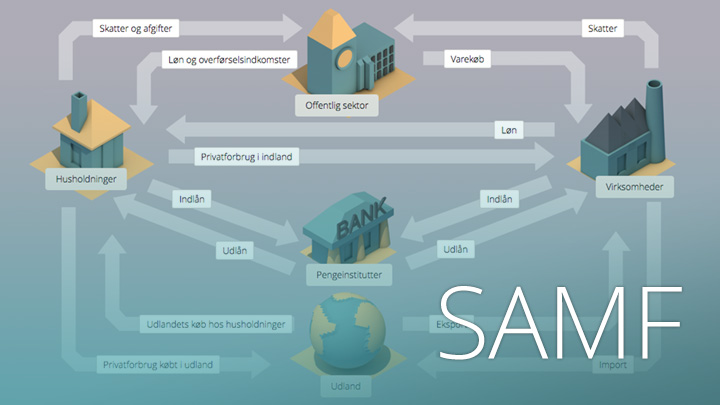 Skatter og afgifter
Skatter
Løn og overførselsindkomster
Varekøb
Offentlig sektor
Løn
Privatforbrug i indland
Husholdninger
Virksomheder
Indlån
Indlån
BANK
Udlån
Udlån
Pengeinstitutter
Udlandets køb hos husholdninger
Eksport
SAMF
Privatforbrug købt i udland
Import
Udland